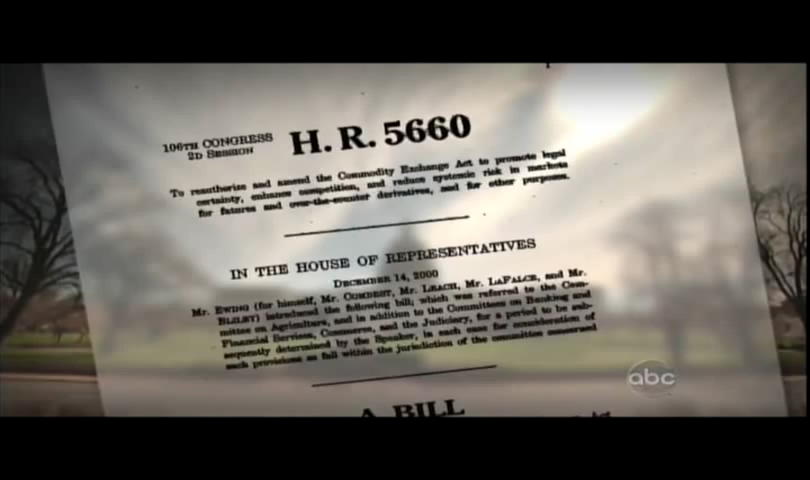 106TH CONGRESS
2D SESSION
H. R. 5660
To reauthorize and amend the Commodity Exchange Act to promote legal
certainty, enhance competition, and reduce systemic risk in markets
for futures and over-the-counter derivatives, and for other purposes.
IN THE HOUSE OF REPRESENTATIVES
DECEMBER 14, 2000
Mr. EWING (for himself, Mr. COMBEST, Mr. LEACH, Mr. LAFALCE, and Mr.
BLILEY) introduced the following bill; which was referred to the Com-
mittee on Agriculture, and in addition to the Committees on Banking and
Financial Services, Commerce, and the Judiciary, for a period to be sub-
sequently determined by the Speaker, in each case for consideration of
such provisions as fall within the jurisdiction of the committee concerned
abc
A BILL